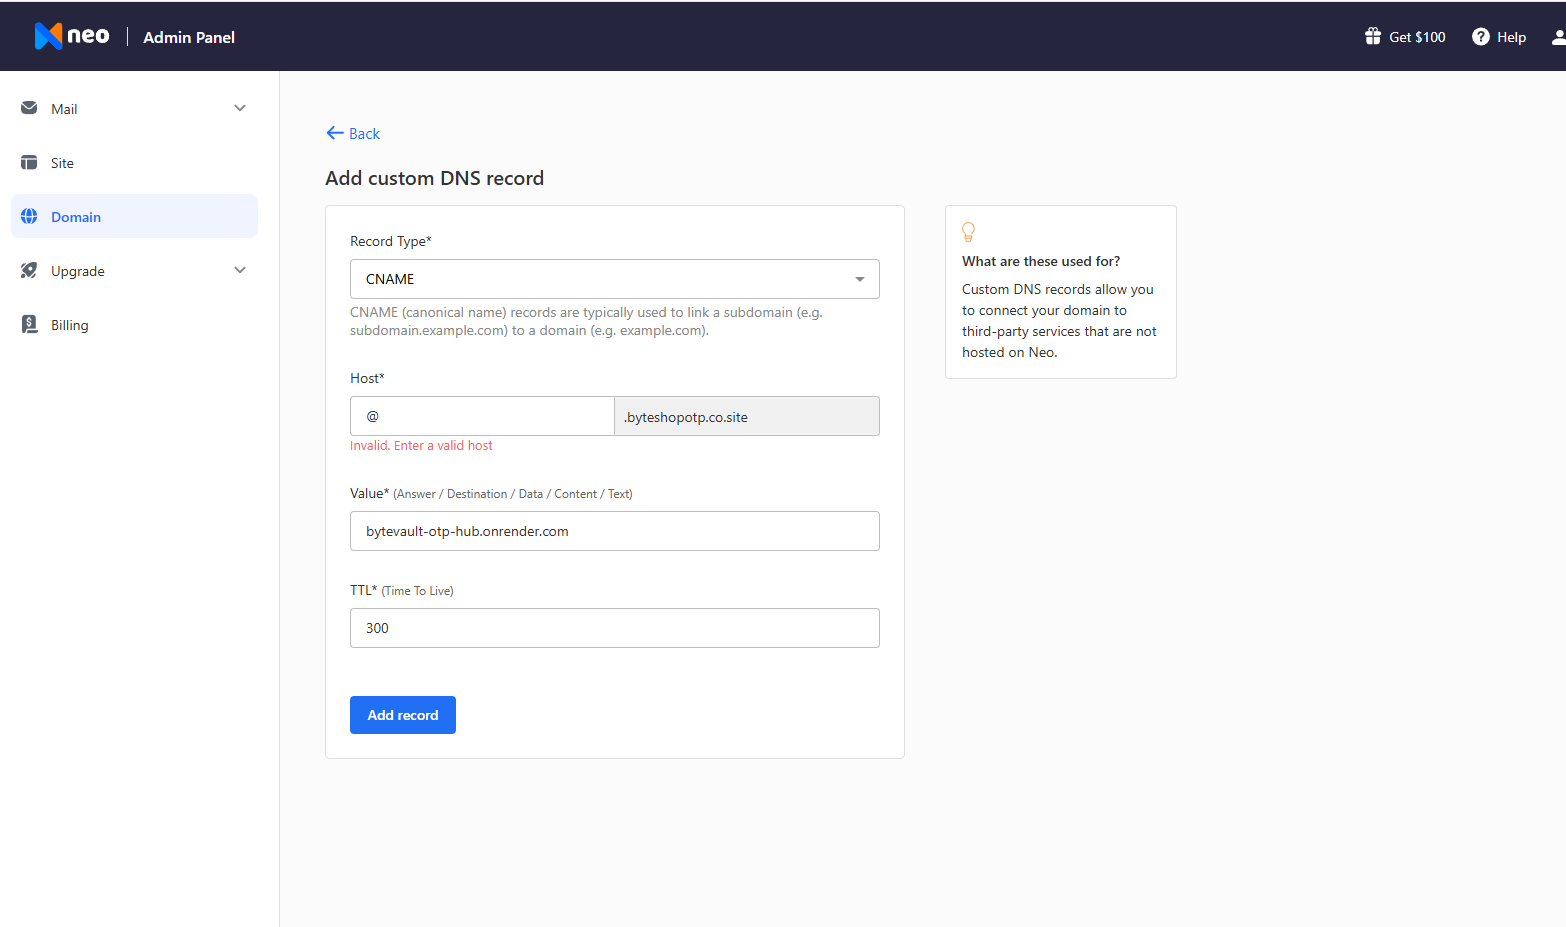 neo
Admin Panel
Get $100
Help
Mail
Site
Domain
Upgrade
Billing
Back
Add custom DNS record
Record Type*
CNAME
CNAME (canonical name) records are typically used to link a subdomain (e.g.
subdomain.example.com) to a domain (e.g. example.com).
Host*
@
.byteshopotp.co.site
Invalid. Enter a valid host
Value* (Answer / Destination / Data / Content / Text)
bytevault-otp-hub.onrender.com
TTL* (Time To Live)
300
Add record
What are these used for?
Custom DNS records allow you
to connect your domain to
third-party services that are not
hosted on Neo.